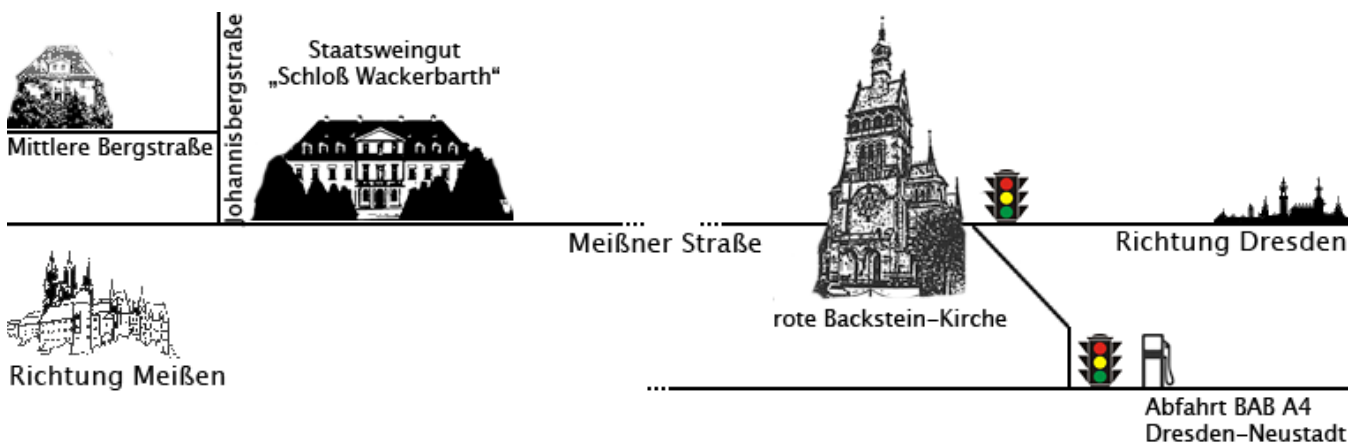 Staatsweingut
„Schloß Wackerbarth“
Johannisbergstraße
Mittlere Bergstraße
Meißner Straße
Richtung Dresden
rote Backstein-Kirche
Richtung Meißen
Abfahrt BAB A4
Dresden-Neustadt